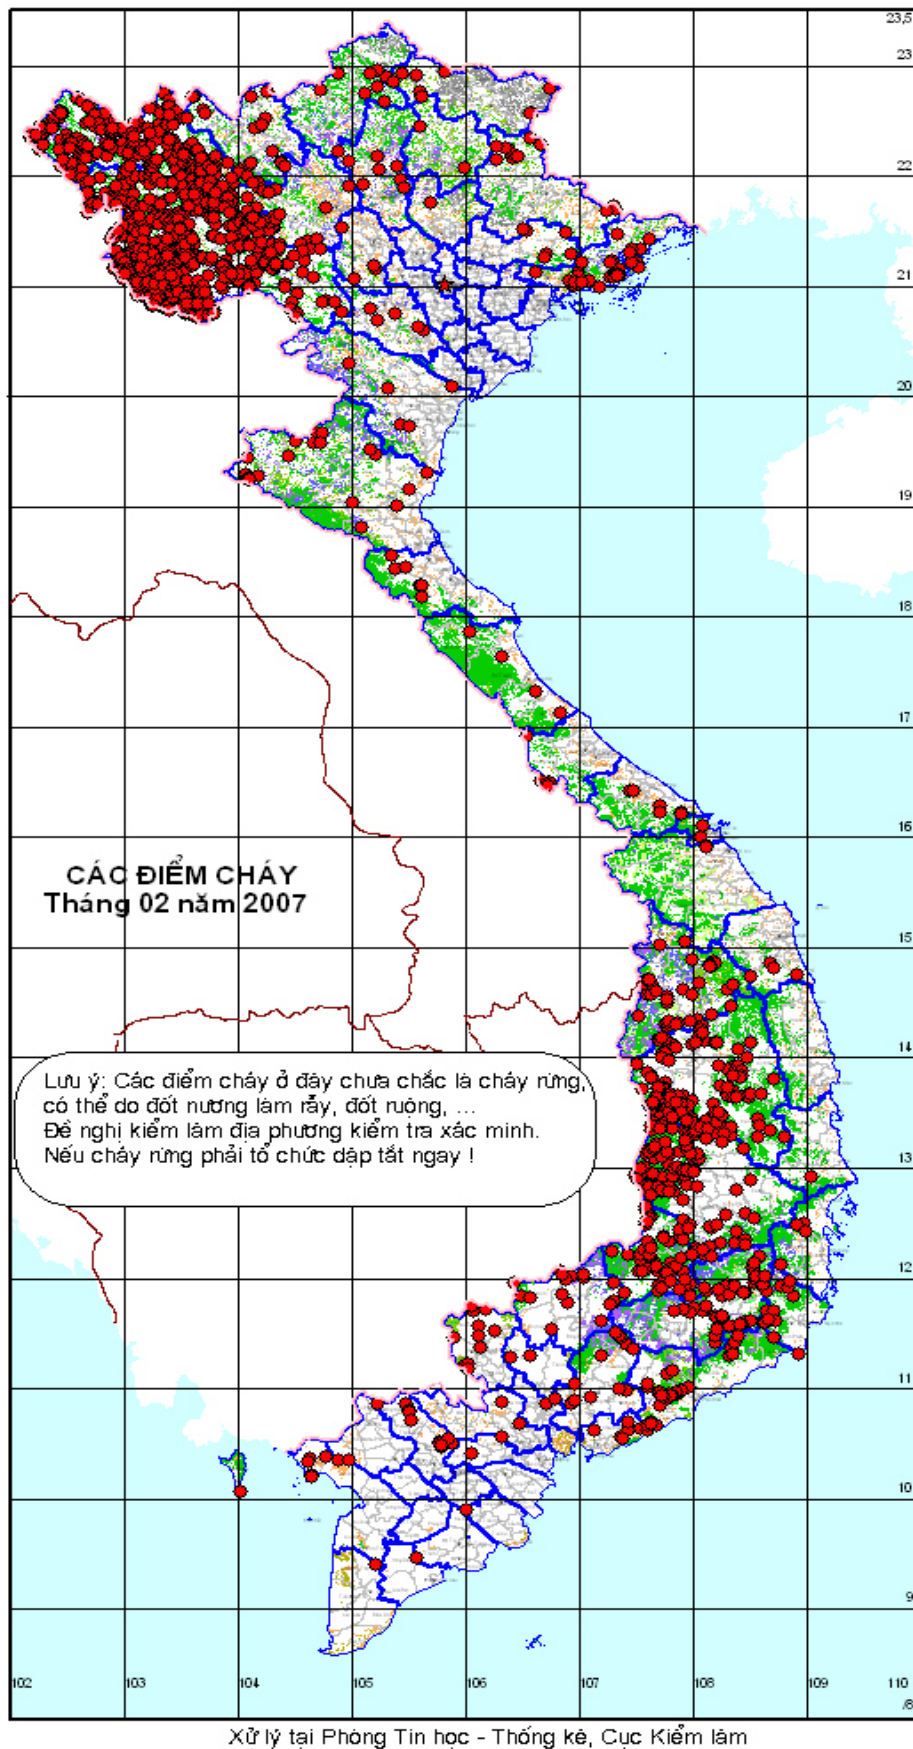 23,5
23
22
21
20
19
18
17
16
CÁC ĐIỂM CHÁY
Tháng 02 năm 2007
15
14
Lưu ý: Các điểm cháy ở đây chưa chắc là cháy rừng,
có thể do đốt nương làm rẫy, đốt ruộng, ...
Đề nghị kiểm lâm địa phương kiểm tra xác minh.
Nếu cháy rừng phải tổ chức dập tắt ngay !
13
12
11
10
9
102 103 104 105 106 107 108 109 110
/8
Xử lý tại Phòng Tin học - Thống kê, Cục Kiểm lâm